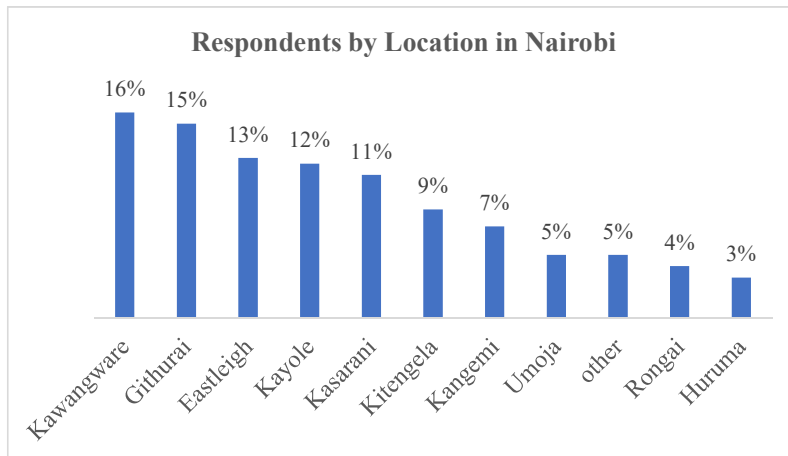 Respondents by Location in Nairobi
16%
15%
13%
12%
11%
9%
7%
5%
5%
4%
3%
Kawangware
Githurai
Eastleigh
Kayole
Kasarani
Kitengela
Kangemi
Umoja
other
Rongai
Huruma